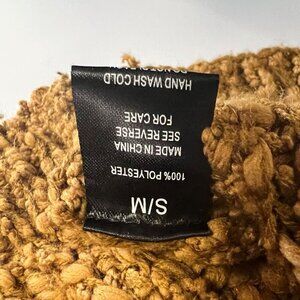 S/M
100% POLYESTER
MADE IN CHINA
SEE REVERSE
FOR CARE
HAND WASH COLD